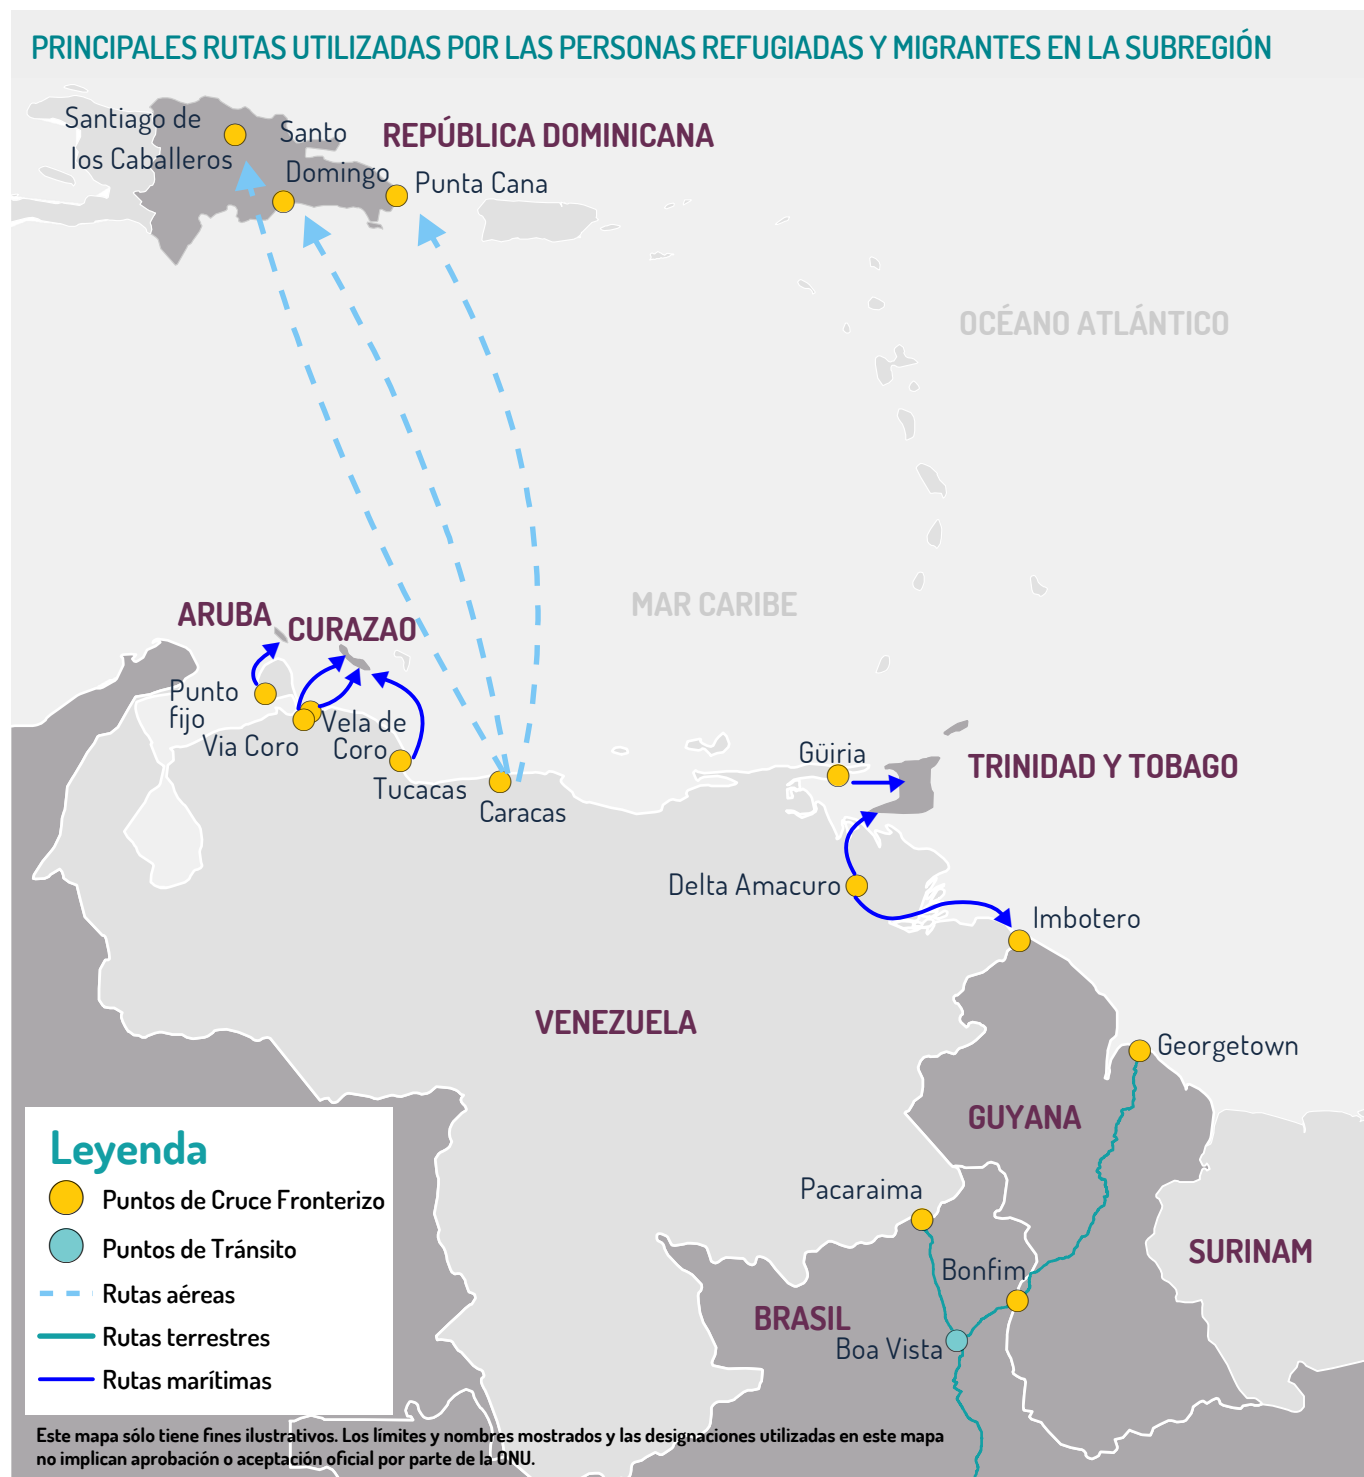 PRINCIPALES RUTAS UTILIZADAS POR LAS PERSONAS REFUGIADAS Y MIGRANTES EN LA SUBREGIÓN
Santiago de
los Caballeros
Santo
Domingo
REPÚBLICA DOMINICANA
Punta Cana
OCÉANO ATLÁNTICO
MAR CARIBE
ARUBA
CURAZAO
Punto
fijo
Via Coro
Vela de
Coro
Tucacas
Caracas
Güiria
TRINIDAD Y TOBAGO
Delta Amacuro
Imbotero
VENEZUELA
Georgetown
GUYANA
Pacaraima
SURINAM
Bonfim
BRASIL
Boa Vista
Leyenda
Puntos de Cruce Fronterizo
Puntos de Tránsito
Rutas aéreas
Rutas terrestres
Rutas marítimas
Este mapa sólo tiene fines ilustrativos. Los límites y nombres mostrados y las designaciones utilizadas en este mapa
no implican aprobación o aceptación oficial por parte de la ONU.